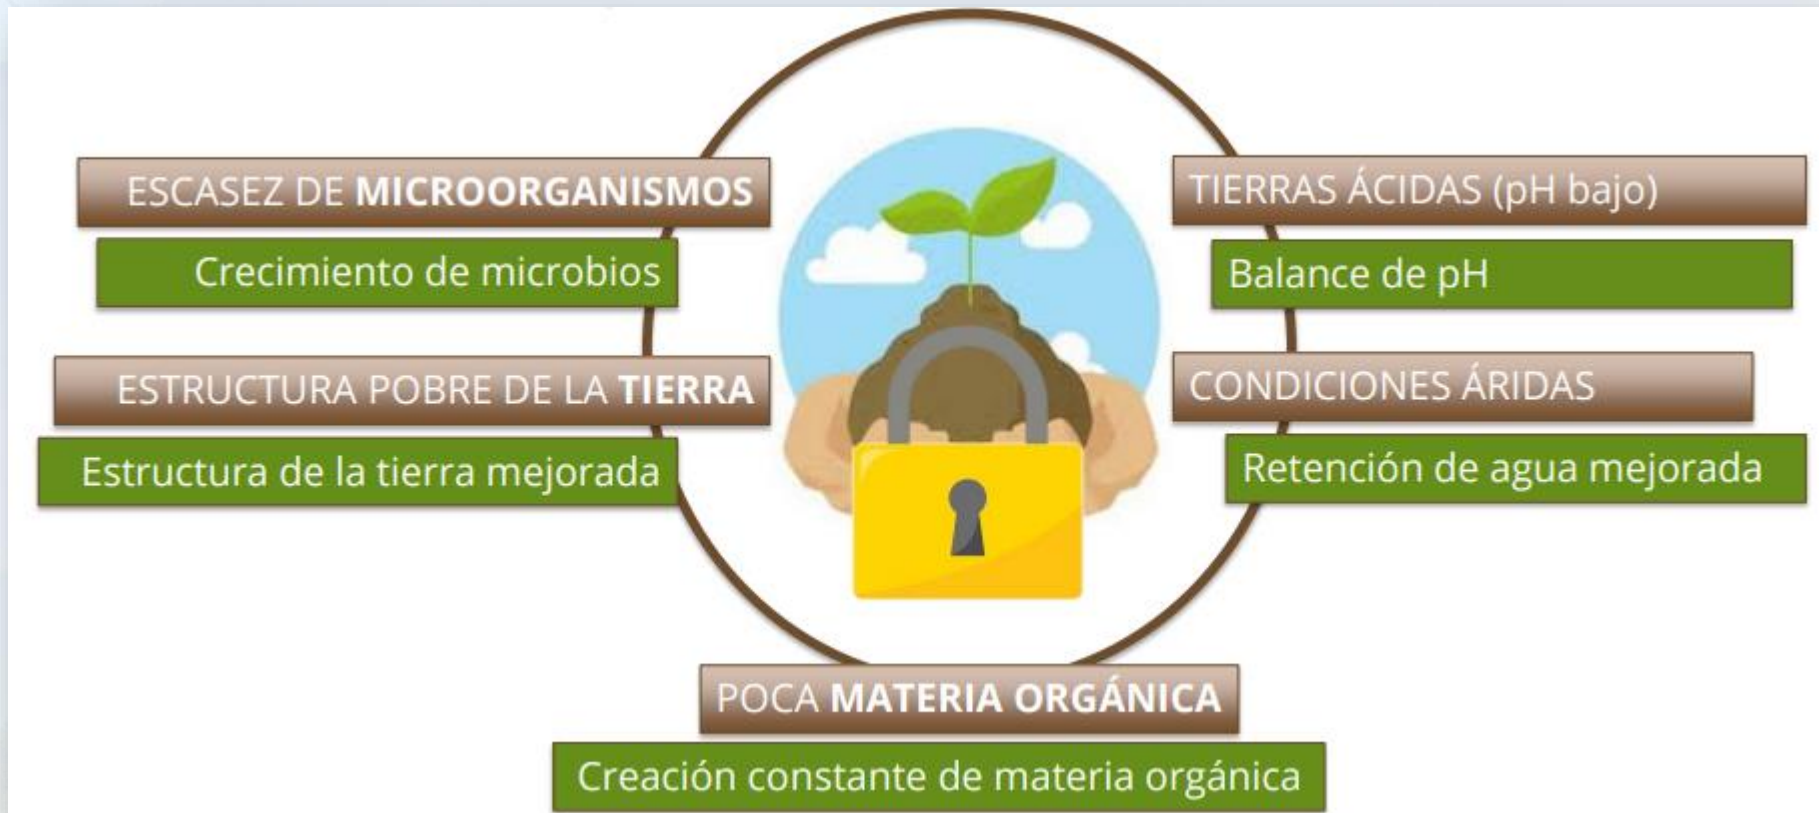 ESCASEZ DE MICROORGANISMOS
Crecimiento de microbios
ESTRUCTURA POBRE DE LA TIERRA
Estructura de la tierra mejorada
TIERRAS ÁCIDAS (pH bajo)
Balance de pH
CONDICIONES ÁRIDAS
Retención de agua mejorada
POCA MATERIA ORGÁNICA
Creación constante de materia orgánica